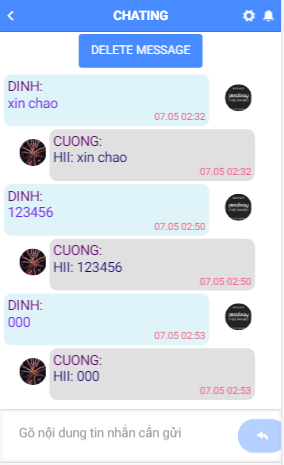 CHATING
DELETE MESSAGE
DINH:
xin chao
07.05 02:32
CUONG:
HII: xin chao
07.05 02:32
DINH:
123456
07.05 02:50
CUONG:
HII: 123456
07.05 02:50
DINH:
000
07.05 02:53
CUONG:
HII: 000
07.05 02:53
Gõ nội dung tin nhắn cần gửi